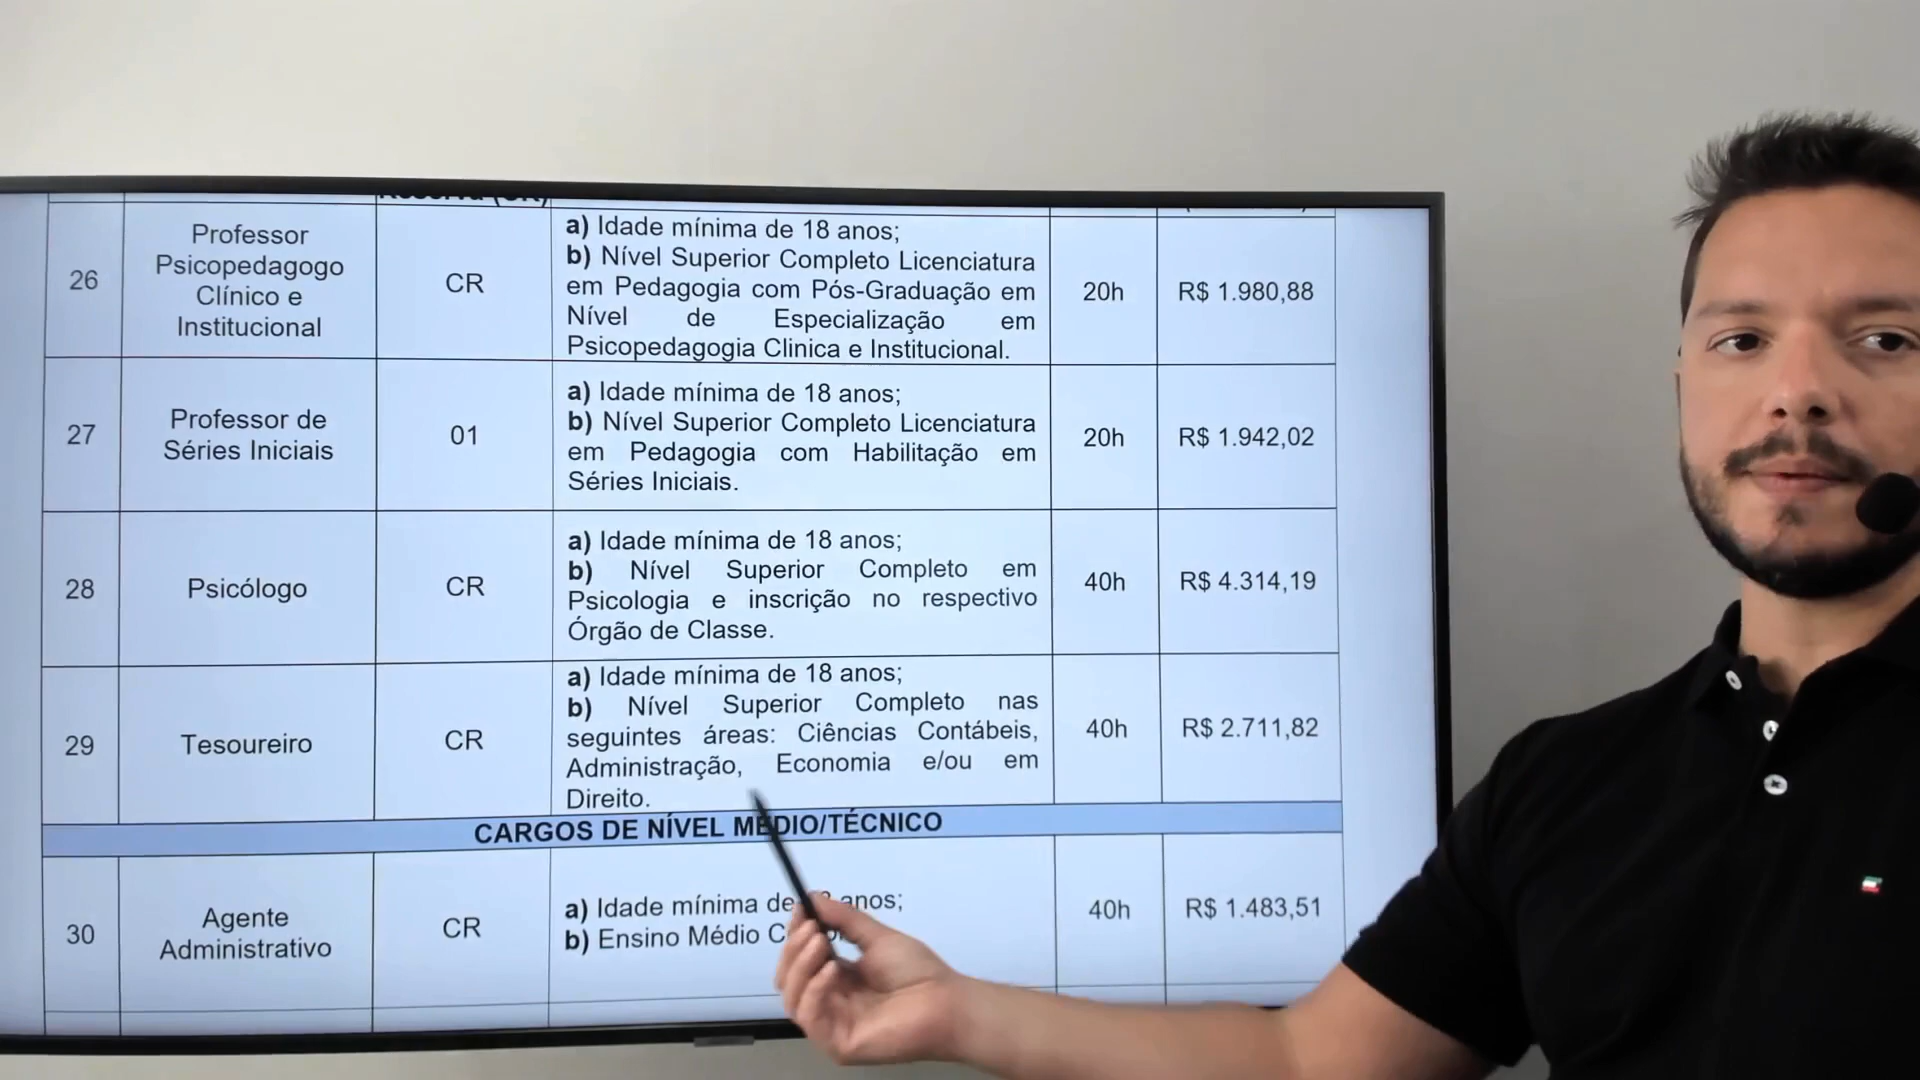 26
Professor
Psicopedagogo
Clínico e
Institucional
CR
a) Idade mínima de 18 anos;
b) Nível Superior Completo Licenciatura
em Pedagogia com Pós-Graduação em
Nível de Especialização em
Psicopedagogia Clinica e Institucional.
20h
R$ 1.980,88
27
Professor de
Séries Iniciais
01
a) Idade mínima de 18 anos;
b) Nível Superior Completo Licenciatura
em Pedagogia com Habilitação em
Séries Iniciais.
20h
R$ 1.942,02
28
Psicólogo
CR
a) Idade mínima de 18 anos;
b) Nível Superior Completo em
Psicologia e inscrição no respectivo
Órgão de Classe.
40h
R$ 4.314,19
29
Tesoureiro
CR
a) Idade mínima de 18 anos;
b) Nível Superior Completo nas
seguintes áreas: Ciências Contábeis,
Administração, Economia e/ou em
Direito.
40h
R$ 2.711,82
CARGOS DE NÍVEL MÉDIO/TÉCNICO
30
Agente
Administrativo
CR
a) Idade mínima de anos;
b) Ensino Médio
40h
R$ 1.483,51